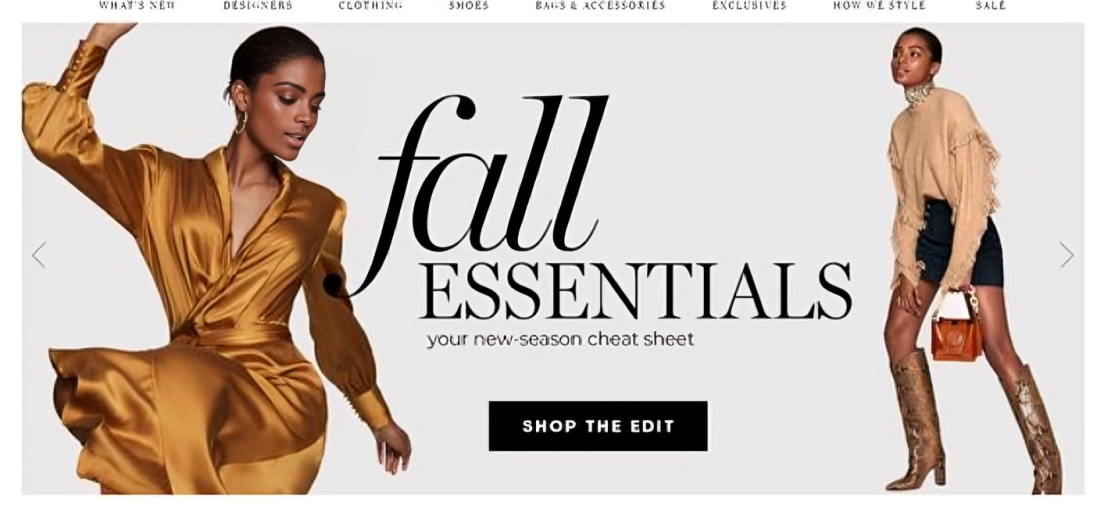 WHAT'S NEW DESIGNERS CLOTHING SHOES BAGS & ACCESSORIES EXCLUSIVES HOW WE STYLE SALE
fall
ESSENTIALS
your new-season cheat sheet
SHOP THE EDIT